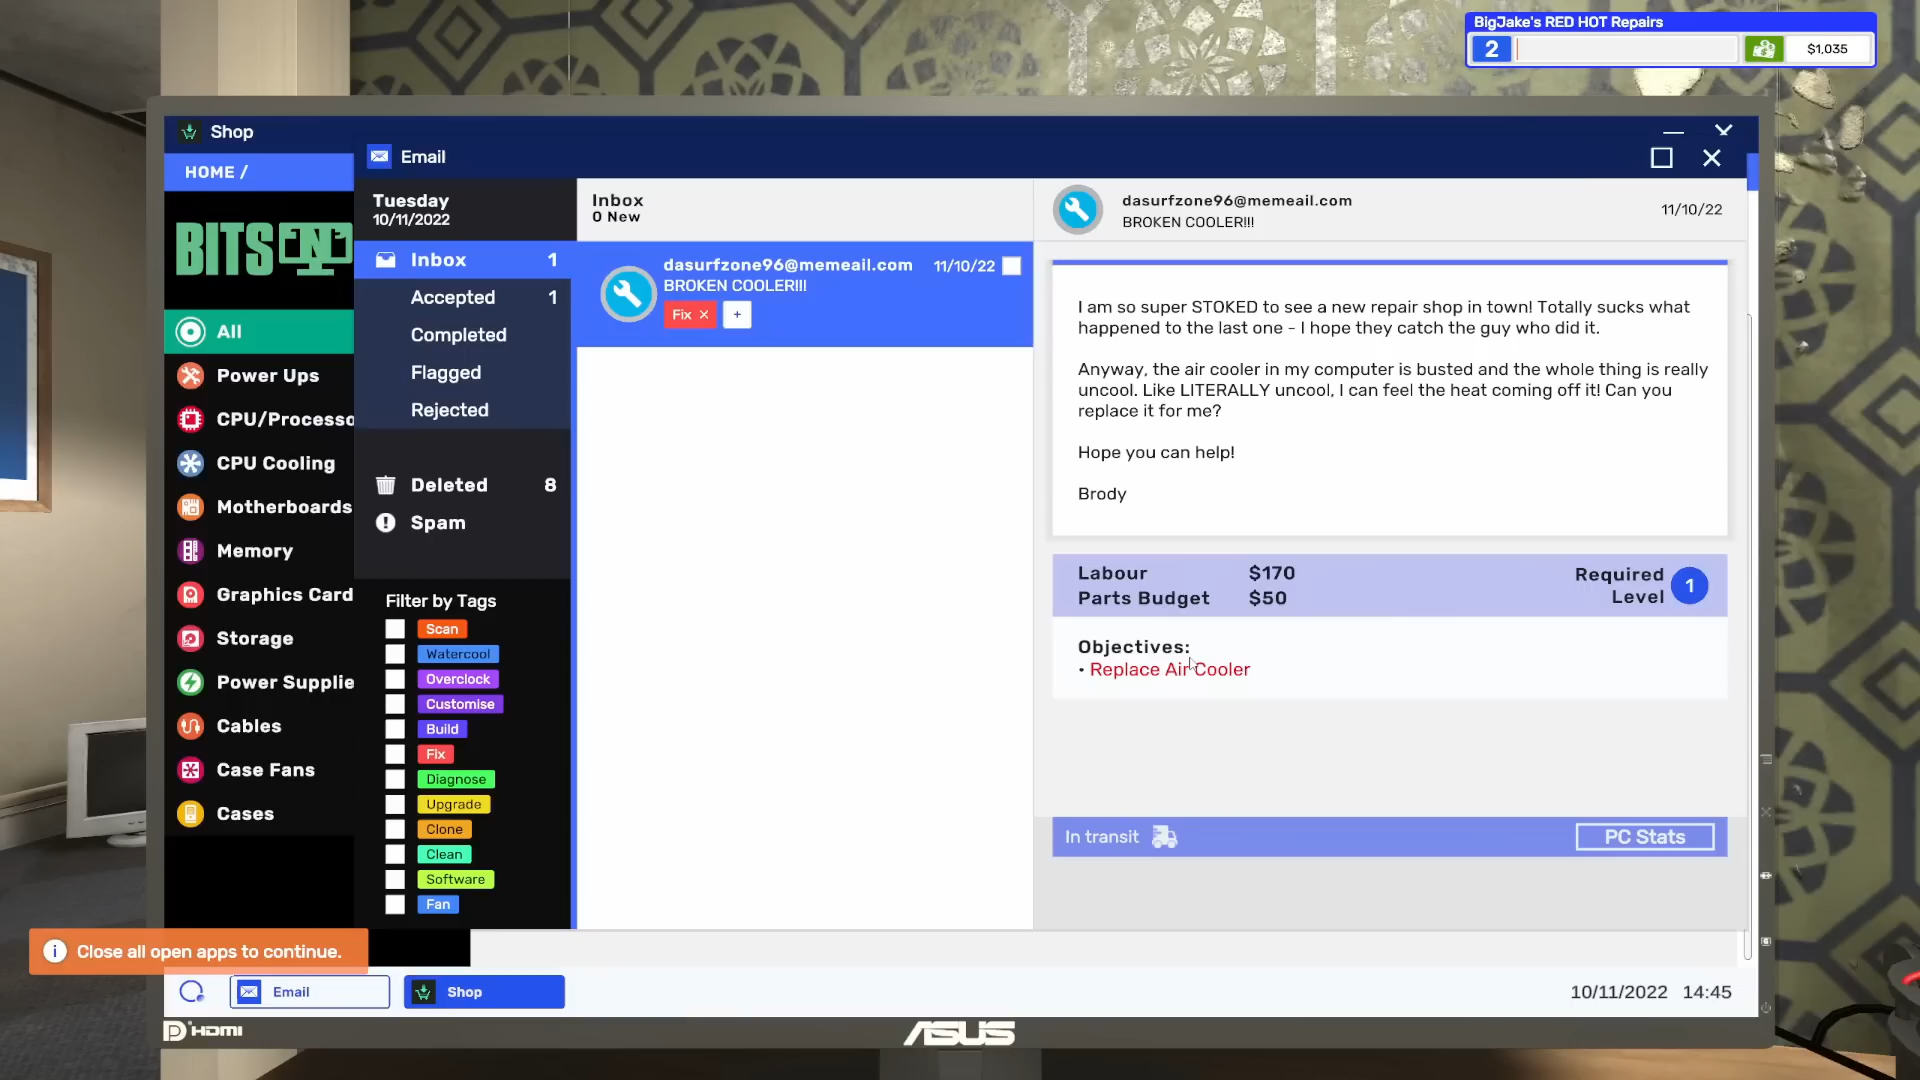 BigJake's RED HOT Repairs
2
$1,035
Shop
HOME /
BITS
All
Power Ups
CPU/Processo
CPU Cooling
Motherboards
Memory
Graphics Card
Storage
Power Supplie
Cables
Case Fans
Cases
Email
Tuesday
10/11/2022
Inbox 1
Accepted 1
Completed
Flagged
Rejected
Deleted 8
Spam
Filter by Tags
Scan
Watercool
Overclock
Customise
Build
Fix
Diagnose
Upgrade
Clone
Clean
Software
Fan
Inbox
0 New
dasurfzone96@memeail.com 11/10/22
BROKEN COOLER!!!
Fix × +
dasurfzone96@memeail.com
BROKEN COOLER!!!
11/10/22
I am so super STOKED to see a new repair shop in town! Totally sucks what
happened to the last one - I hope they catch the guy who did it.
Anyway, the air cooler in my computer is busted and the whole thing is really
uncool. Like LITERALLY uncool, I can feel the heat coming off it! Can you
replace it for me?
Hope you can help!
Brody
Labour $170
Parts Budget $50
Required
Level
1
Objectives:
• Replace Air Cooler
In transit
PC Stats
Close all open apps to continue.
Email
Shop
10/11/2022 14:45
HDMI
ASUS